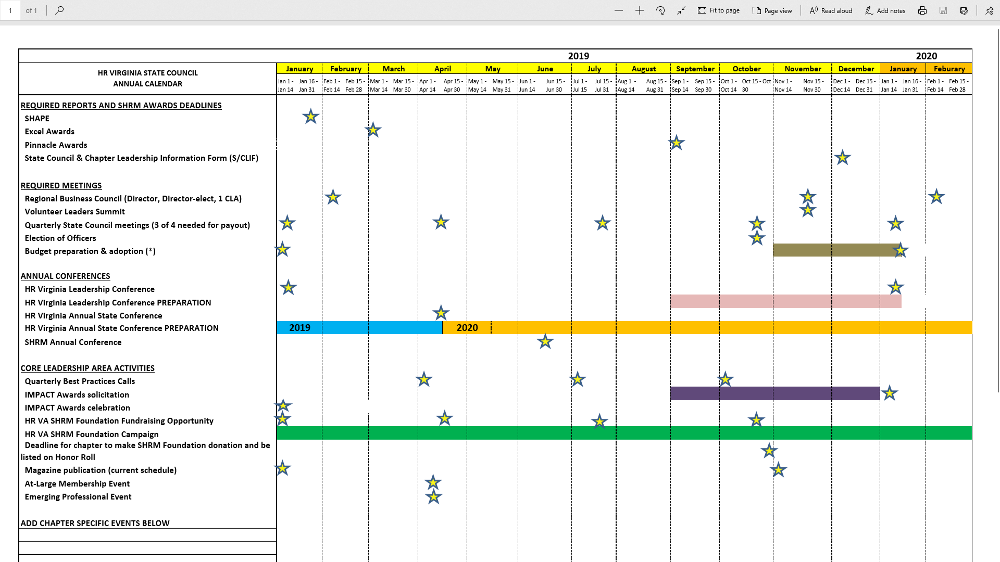 1 of 1 Fit to page Page view Read aloud Add notes
2019 2020
HR VIRGINIA STATE COUNCIL
ANNUAL CALENDAR
January February March April May June July August September October November December January Feburary
Jan 1 - Jan 16 - Feb 1 - Feb 15 - Mar 1 - Mar 15 - Apr 1 - Apr 15 - May 1 - May 15 - Jun 1 - Jun 15 - Jul 1 - Jul 15 - Aug 1 - Aug 15 - Sep 1 - Sep 15 - Oct 1 - Oct 15 - Oct Nov 1 - Nov 15 - Dec 1 - Dec 15 - Jan 1 - Jan 16 - Feb 1 - Feb 15 -
Jan 14 Jan 31 Feb 14 Feb 28 Mar 14 Mar 30 Apr 14 Apr 30 May 14 May 31 Jun 14 Jun 30 Jul 15 Jul 31 Aug 14 Aug 31 Sep 14 Sep 30 Oct 14 30 Nov 14 Nov 30 Dec 14 Dec 31 Jan 14 Jan 31 Feb 14 Feb 28
REQUIRED REPORTS AND SHRM AWARDS DEADLINES
SHAPE
Excel Awards
Pinnacle Awards
State Council & Chapter Leadership Information Form (S/CLIF)
REQUIRED MEETINGS
Regional Business Council (Director, Director-elect, 1 CLA)
Volunteer Leaders Summit
Quarterly State Council meetings (3 of 4 needed for payout)
Election of Officers
Budget preparation & adoption (*)
ANNUAL CONFERENCES
HR Virginia Leadership Conference
HR Virginia Leadership Conference PREPARATION
HR Virginia Annual State Conference
HR Virginia Annual State Conference PREPARATION 2019 2020
SHRM Annual Conference
CORE LEADERSHIP AREA ACTIVITIES
Quarterly Best Practices Calls
IMPACT Awards solicitation
IMPACT Awards celebration
HR VA SHRM Foundation Fundraising Opportunity
HR VA SHRM Foundation Campaign
Deadline for chapter to make SHRM Foundation donation and be
listed on Honor Roll
Magazine publication (current schedule)
At-Large Membership Event
Emerging Professional Event
ADD CHAPTER SPECIFIC EVENTS BELOW